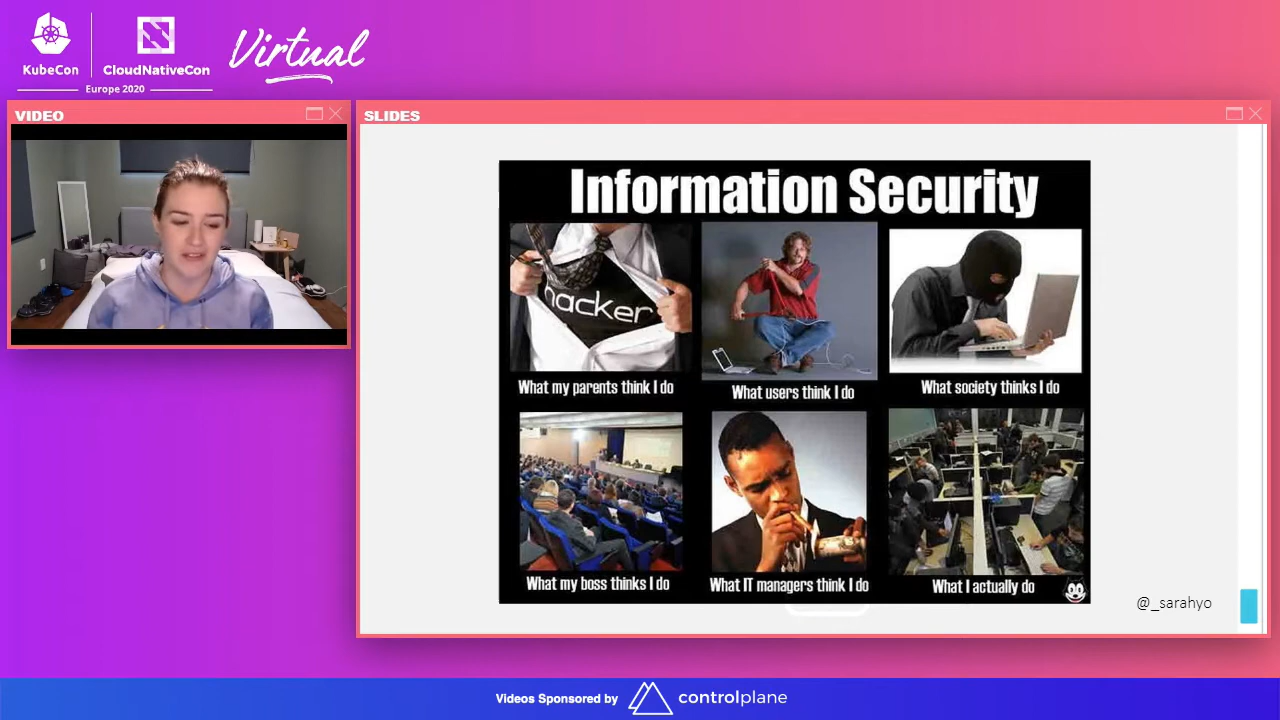 KubeCon
CloudNativeCon
Europe 2020
Virtual
VIDEO
SLIDES
Information Security
hacker
What my parents think I do
What users think I do
What society thinks I do
What my boss thinks I do
What IT managers think I do
What I actually do
@_sarahyo
Videos Sponsored by
controlplane